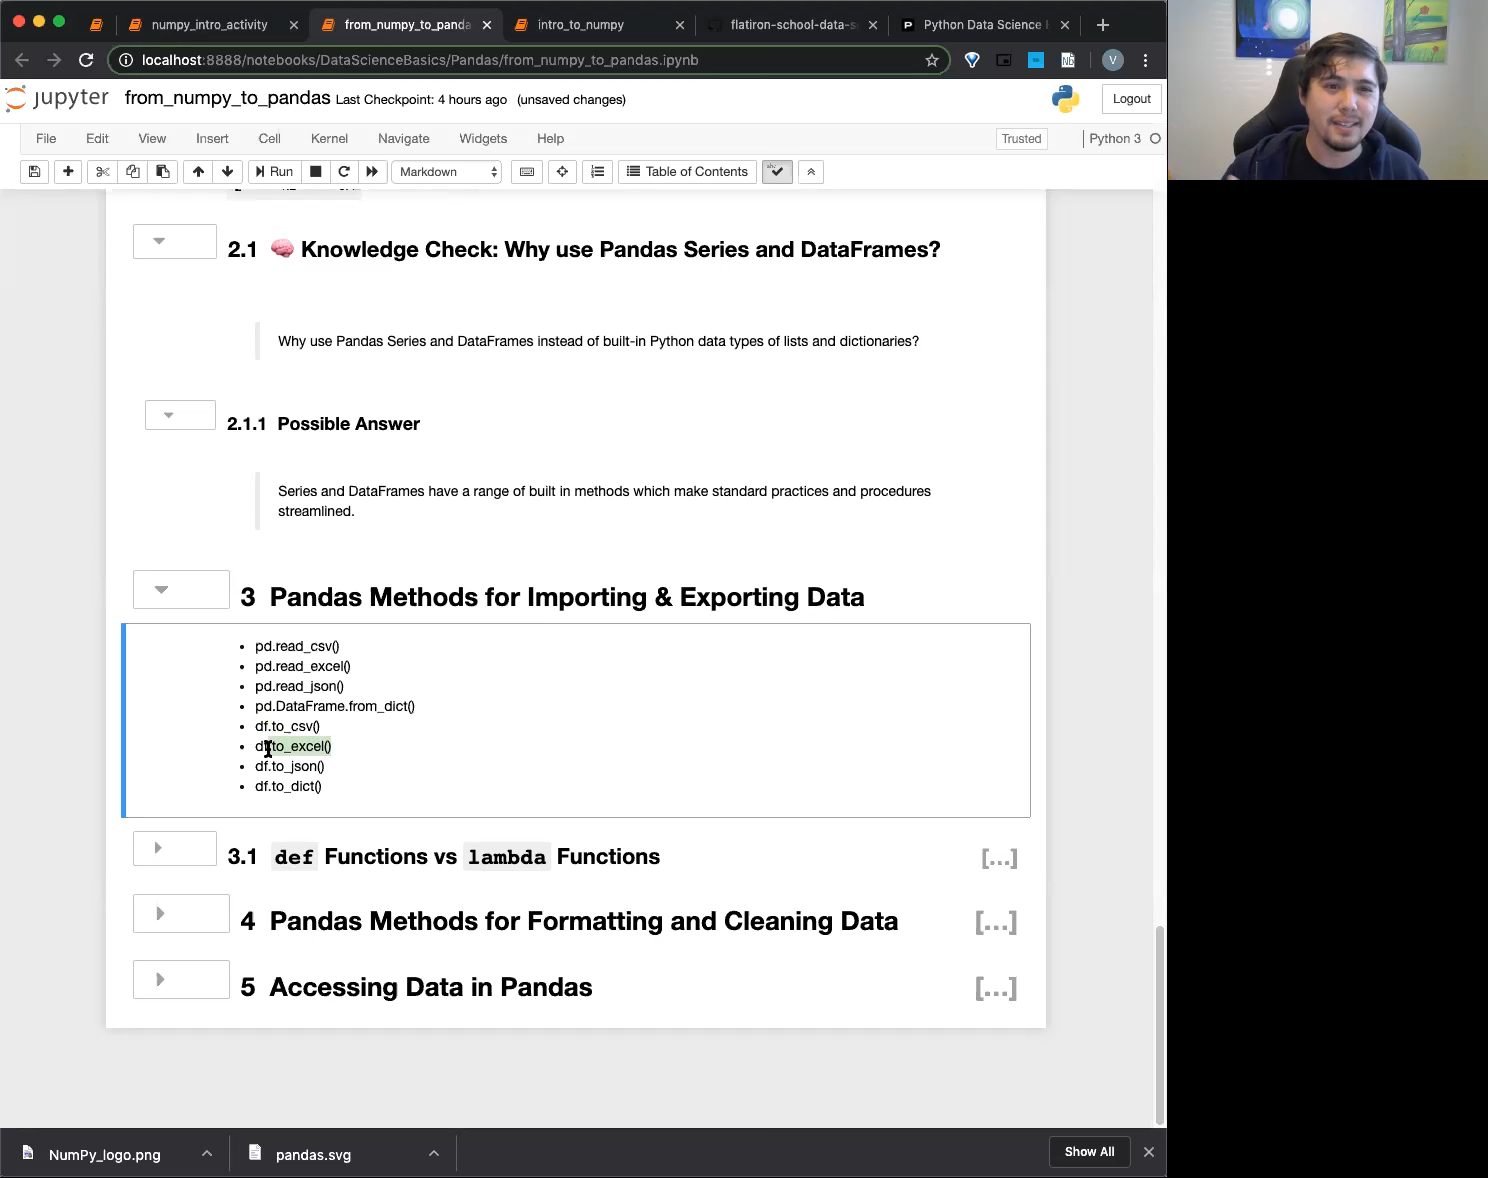 numpy_intro_activity
from_numpy_to_panda
intro_to_numpy
flatiron-school-data-s
Python Data Science
localhost:8888/notebooks/DataScienceBasics/Pandas/from_numpy_to_pandas.ipynb
V
jupyter from_numpy_to_pandas Last Checkpoint: 4 hours ago (unsaved changes)
Logout
File Edit View Insert Cell Kernel Navigate Widgets Help
Trusted
Python 3
Run
Markdown
Table of Contents
2.1 🧠 Knowledge Check: Why use Pandas Series and DataFrames?
Why use Pandas Series and DataFrames instead of built-in Python data types of lists and dictionaries?
2.1.1 Possible Answer
Series and DataFrames have a range of built in methods which make standard practices and procedures
streamlined.
3 Pandas Methods for Importing & Exporting Data
• pd.read_csv()
• pd.read_excel()
• pd.read_json()
• pd.DataFrame.from_dict()
• df.to_csv()
• df.to_excel()
• df.to_json()
• df.to_dict()
3.1 def Functions vs lambda Functions
[...]
4 Pandas Methods for Formatting and Cleaning Data
[...]
5 Accessing Data in Pandas
[...]
NumPy_logo.png
pandas.svg
Show All